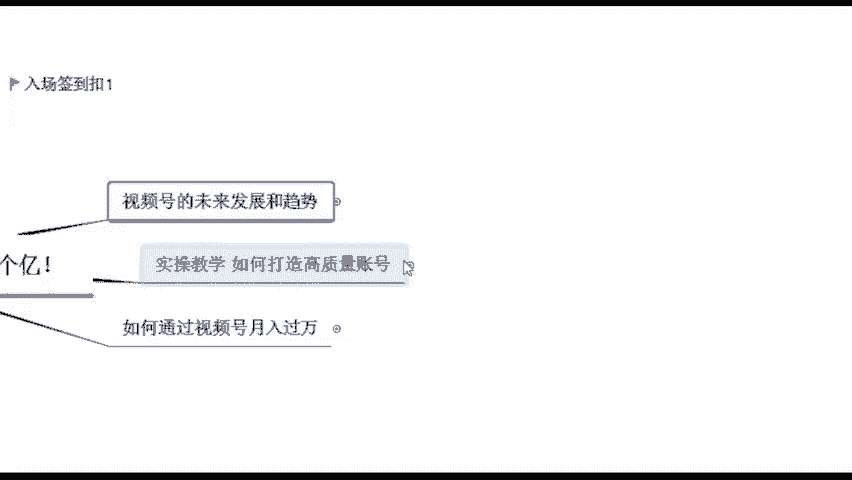 入场签到扣1
视频号的未来发展和趋势
个亿！
实操教学 如何打造高质量账号
如何通过视频号月入过万